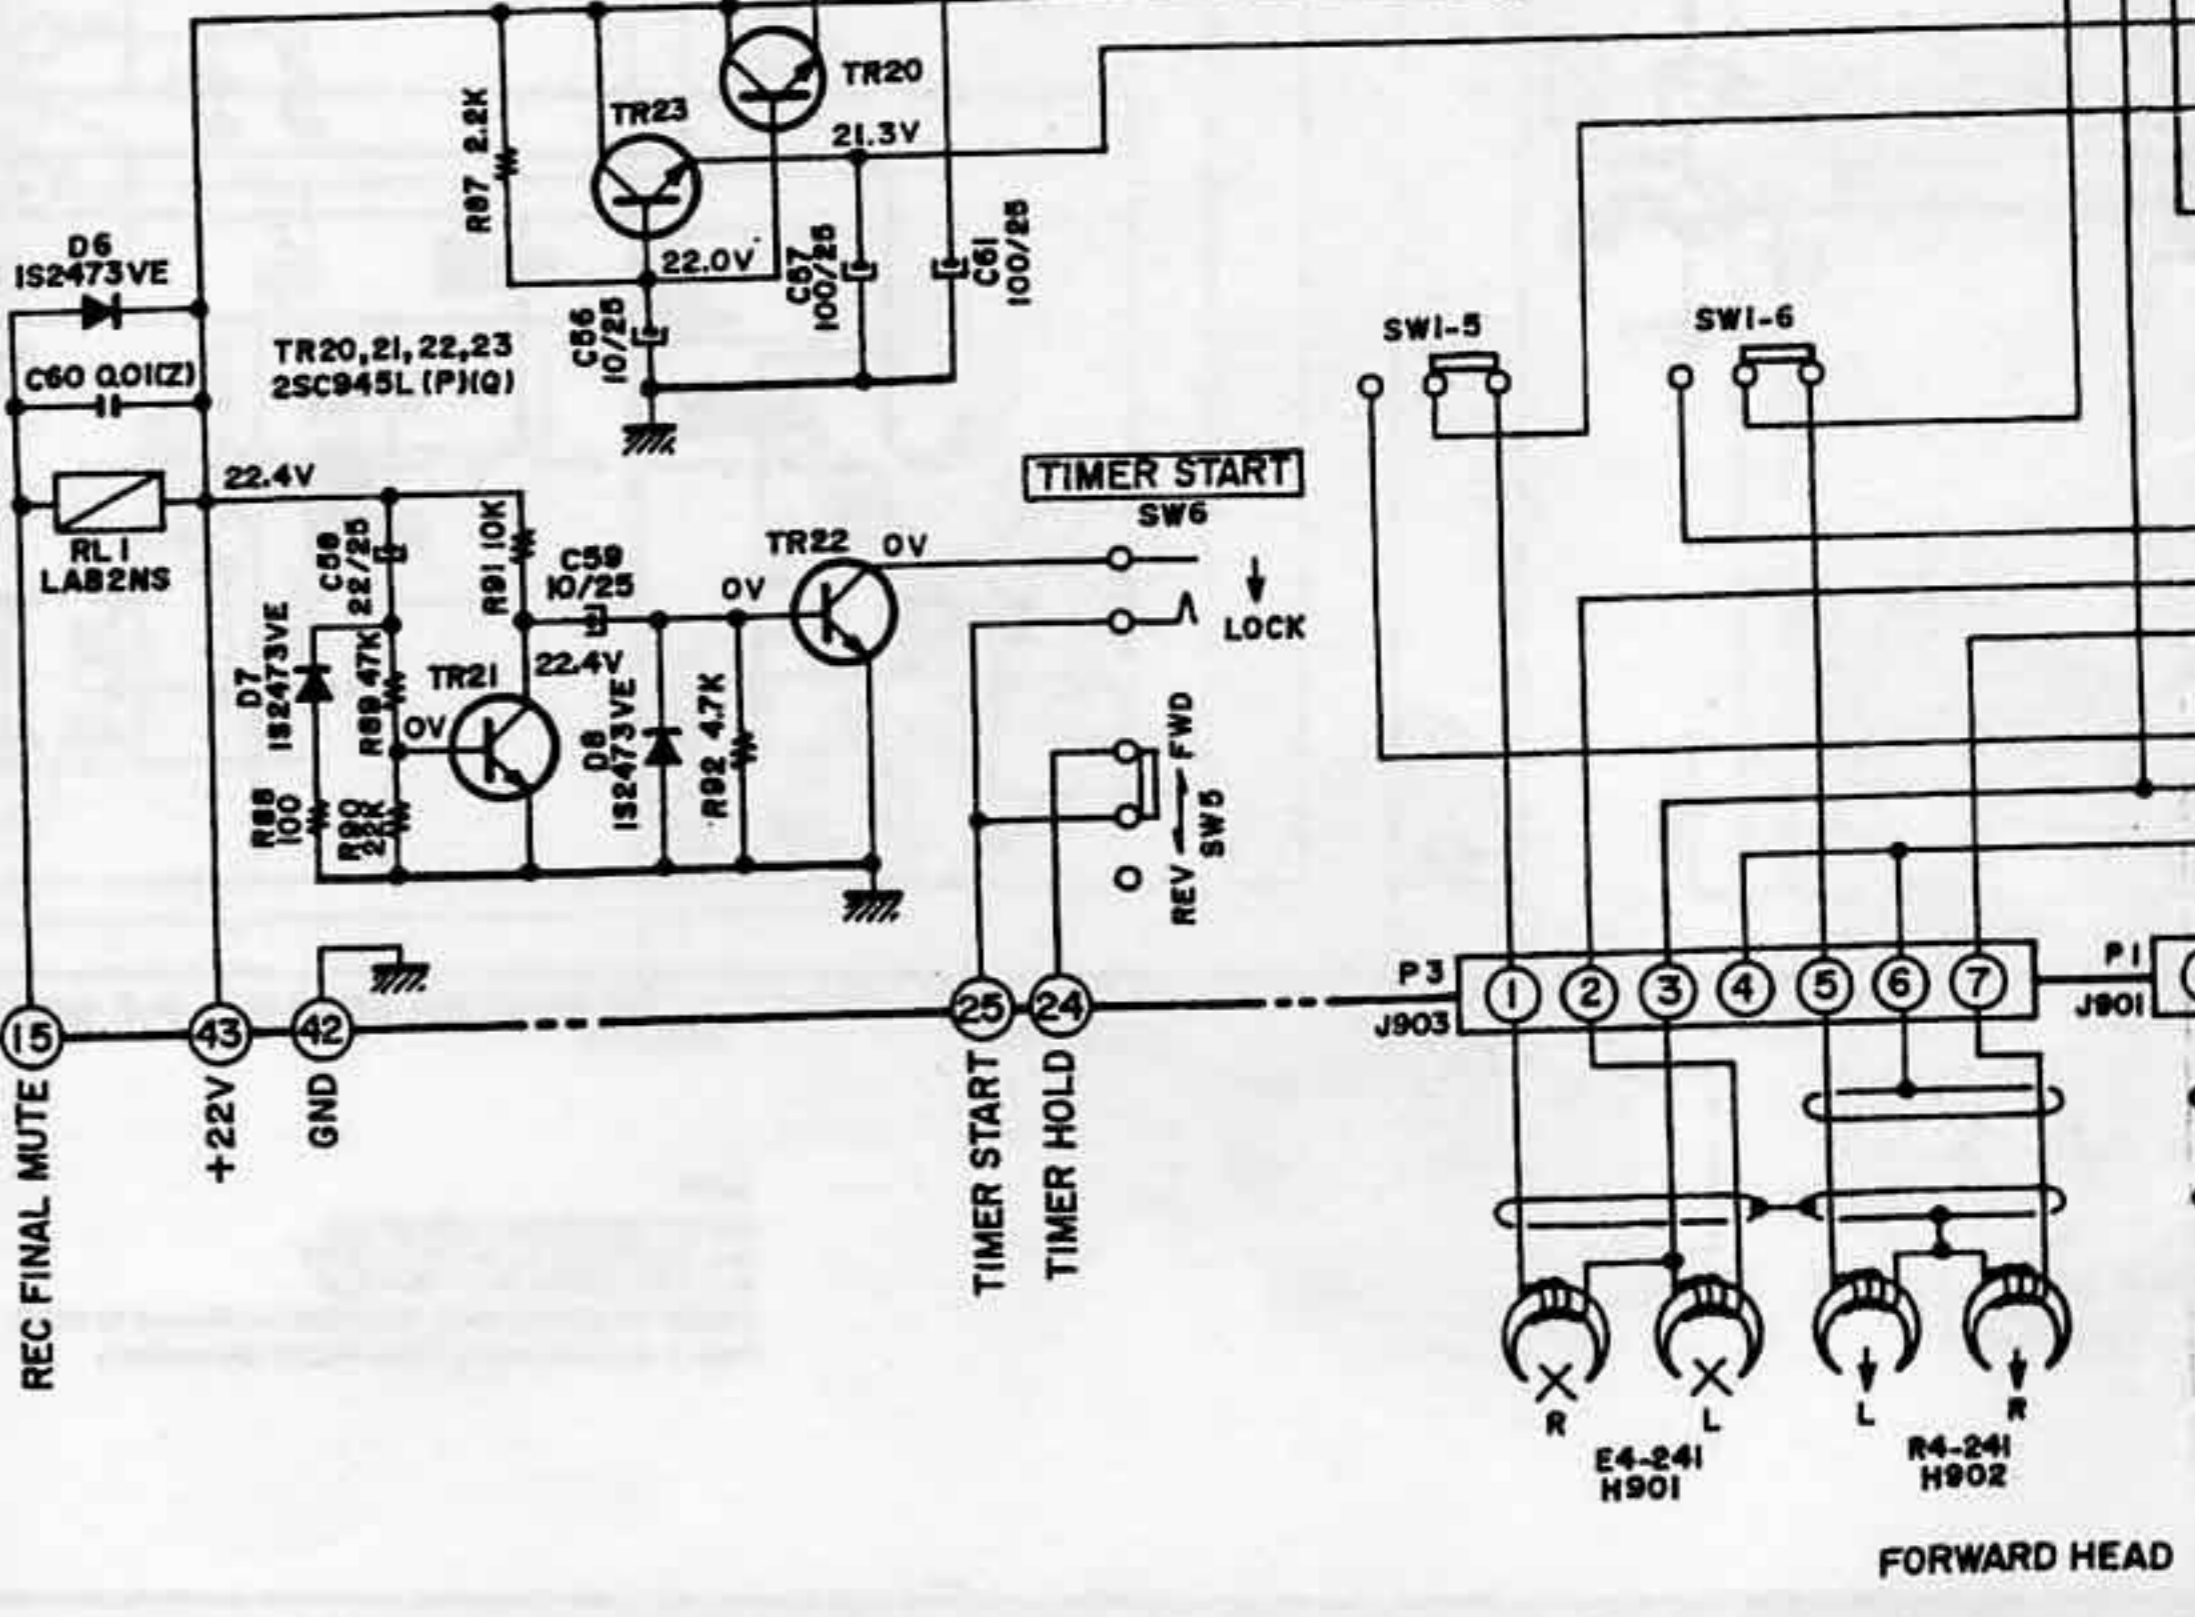 TR20
TR23
R87 2.2K
21.3V
D6
1S2473VE
22.0V
C57
100/25
C61
100/25
C56
10/25
SW1-5
SW1-6
TR20,21,22,23
2SC945L (P)(Q)
C60 0.01(Z)
22.4V
TIMER START
SW6
RL1
LAB2NS
C58
22/25
R91 10K
C59
10/25
TR22
0V
0V
LOCK
D7
1S2473VE
R89 47K
TR21
22.4V
0V
D8
1S2473VE
R92 4.7K
REV FWD
SW5
R88
100
R90
22K
P3
J903
1 2 3 4 5 6 7
P1
J901
15
43
42
25
24
REC FINAL MUTE
+22V
GND
TIMER START
TIMER HOLD
R
L
L
R
E4-241
H901
R4-241
H902
FORWARD HEAD